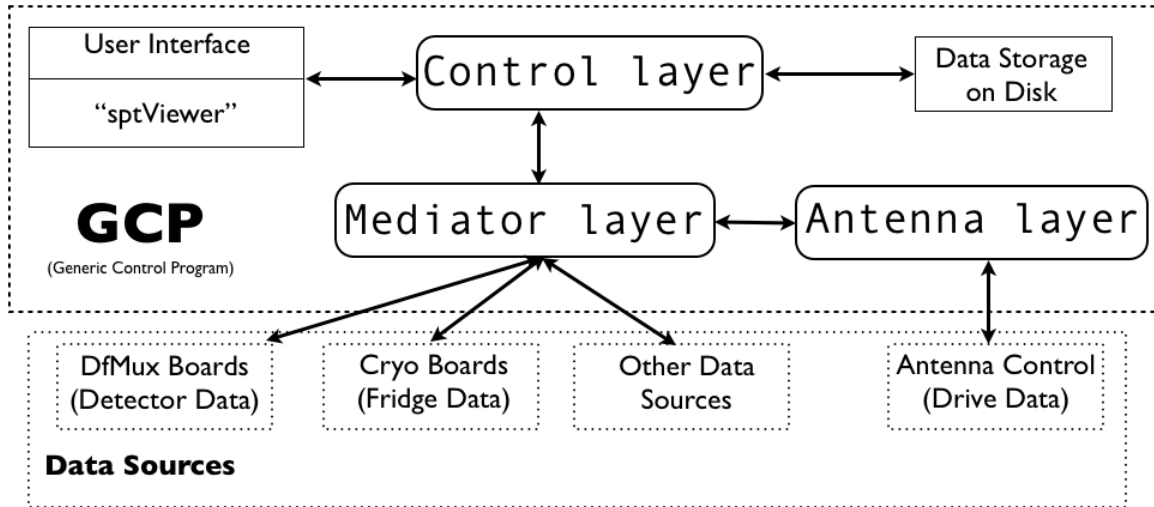 User Interface
“sptViewer”
Control layer
Data Storage
on Disk
GCP
(Generic Control Program)
Mediator layer
Antenna layer
DfMux Boards
(Detector Data)
Cryo Boards
(Fridge Data)
Other Data
Sources
Antenna Control
(Drive Data)
Data Sources